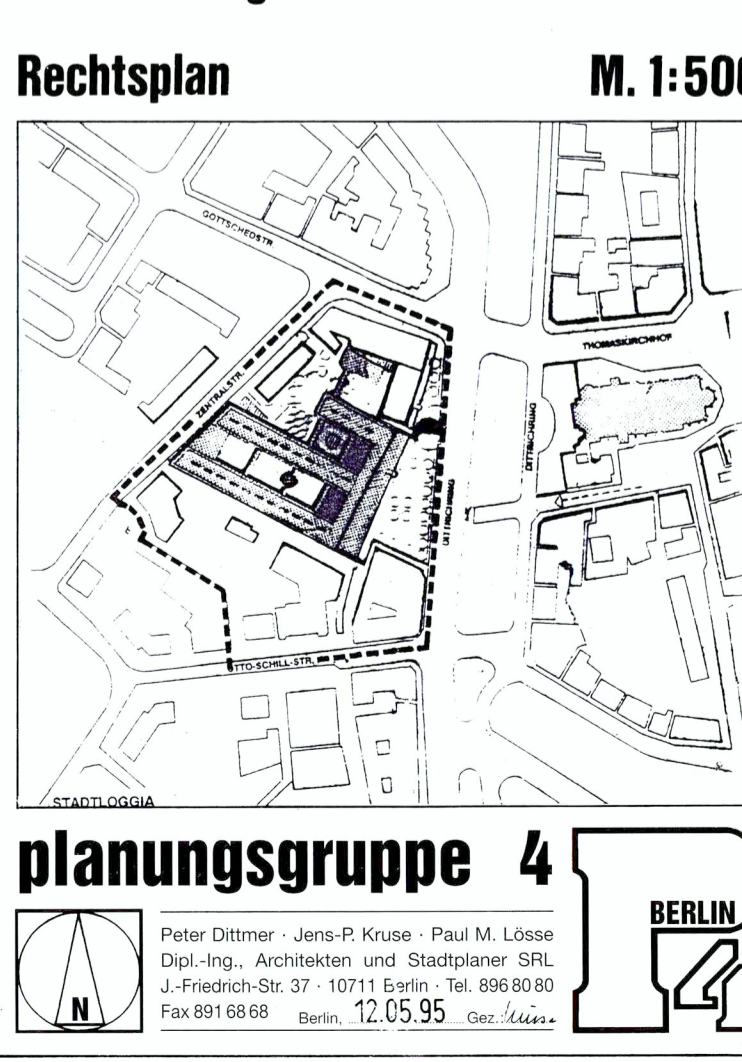 Rechtsplan
M. 1:500
GOTTSCHEDSTR.
THOMASKIRCHHOF
ZENTRALSTR.
DITTRICHRING
DITTRICHRING
OTTO-SCHILL-STR.
STADTLOGGIA
planungsgruppe 4
BERLIN
P4
Peter Dittmer · Jens-P. Kruse · Paul M. Lösse
Dipl.-Ing., Architekten und Stadtplaner SRL
J.-Friedrich-Str. 37 · 10711 Berlin · Tel. 896 80 80
Fax 891 68 68 Berlin, 12.05.95 Gez.:
N